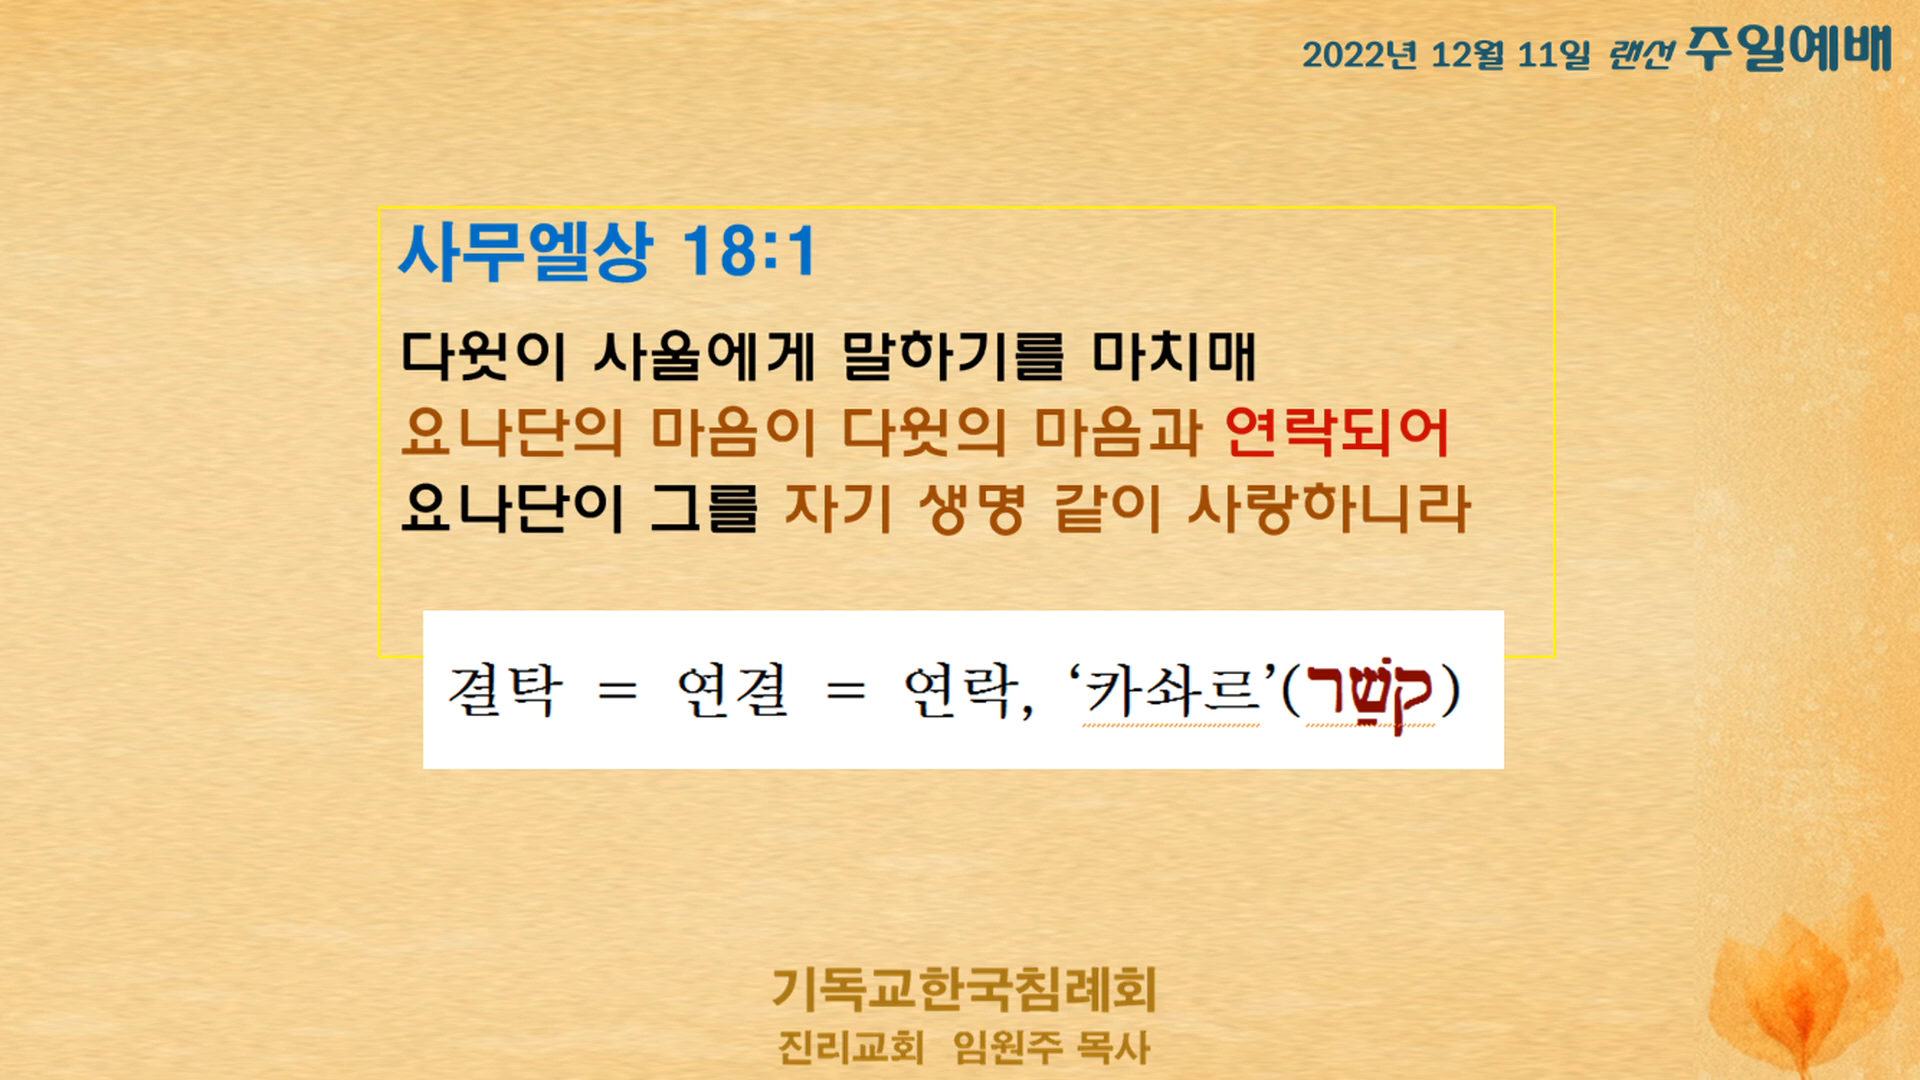 2022년 12월 11일 랜선 주일예배
사무엘상 18:1
다윗이 사울에게 말하기를 마치매
요나단의 마음이 다윗의 마음과 연락되어
요나단이 그를 자기 생명 같이 사랑하니라
결탁 = 연결 = 연락, ‘카솨르’(קשַׁר)
기독교한국침례회
진리교회 임원주 목사